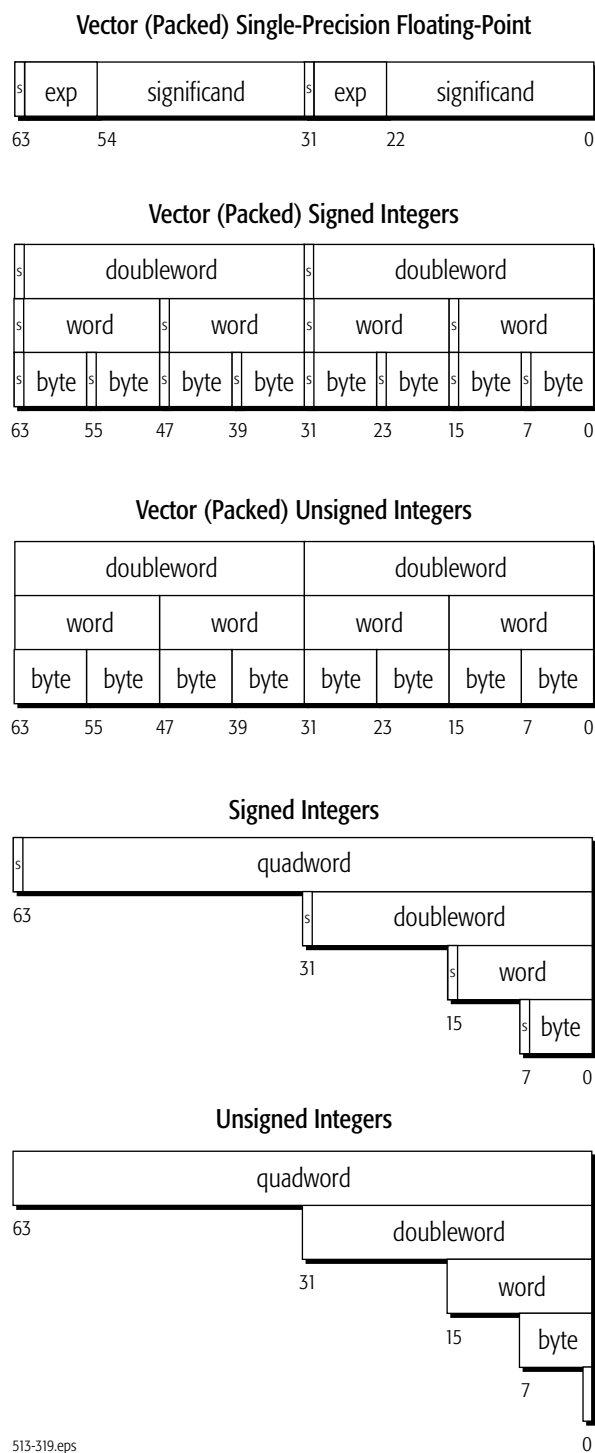 Vector (Packed) Single-Precision Floating-Point
s exp significand s exp significand
63 54 31 22 0
Vector (Packed) Signed Integers
s doubleword s doubleword
s word s word s word s word
s byte s byte s byte s byte s byte s byte s byte s byte
63 55 47 39 31 23 15 7 0
Vector (Packed) Unsigned Integers
doubleword doubleword
word word word word
byte byte byte byte byte byte byte byte
63 55 47 39 31 23 15 7 0
Signed Integers
s quadword
63 s doubleword
31 s word
15 s byte
7 0
Unsigned Integers
quadword
63 doubleword
31 word
15 byte
7
513-319.eps 0